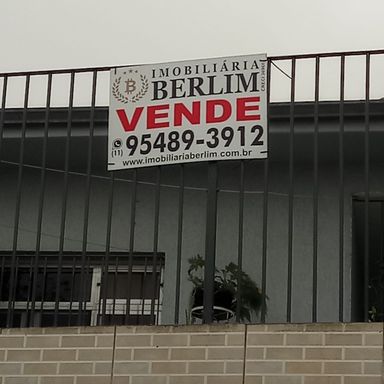 IMOBILIÁRIA
BERLIM
VENDE
(11) 95489-3912
www.imobiliariaberlim.com.br